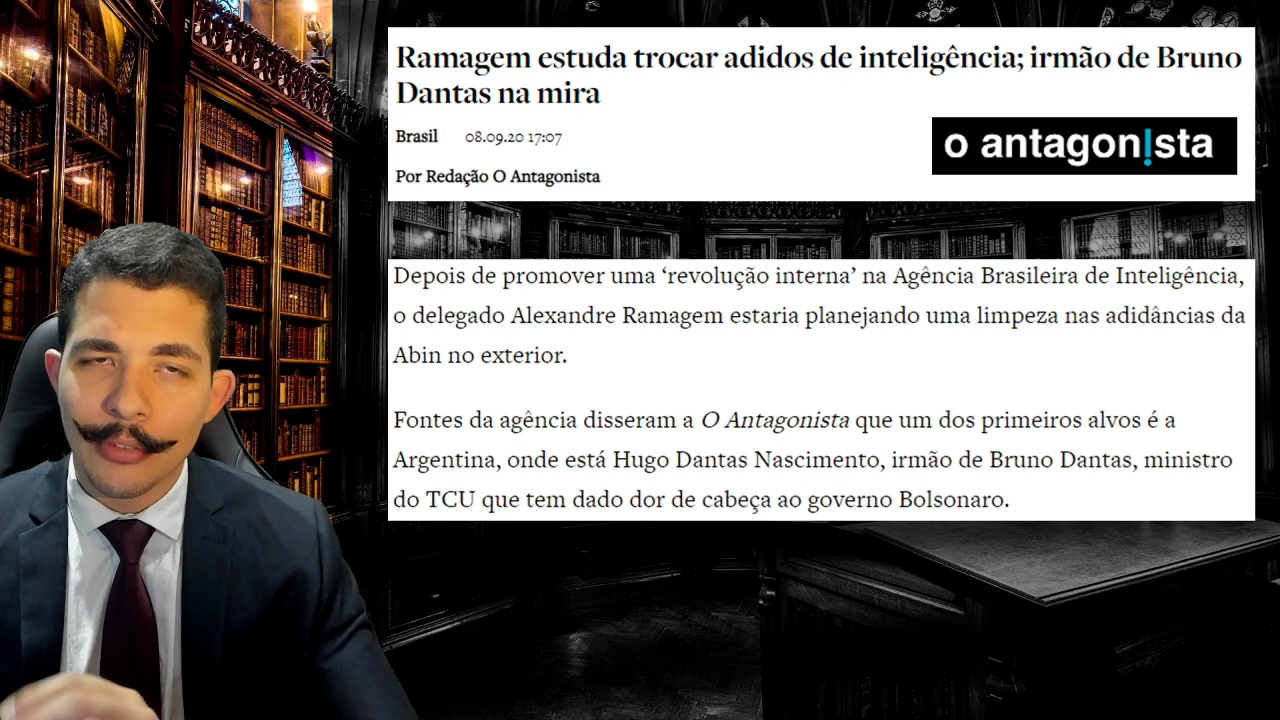 Ramagem estuda trocar adidos de inteligência; irmão de Bruno
Dantas na mira
Brasil 08.09.20 17:07
Por Redação O Antagonista
o antagon!sta
Depois de promover uma ‘revolução interna’ na Agência Brasileira de Inteligência,
o delegado Alexandre Ramagem estaria planejando uma limpeza nas adidâncias da
Abin no exterior.
Fontes da agência disseram a O Antagonista que um dos primeiros alvos é a
Argentina, onde está Hugo Dantas Nascimento, irmão de Bruno Dantas, ministro
do TCU que tem dado dor de cabeça ao governo Bolsonaro.